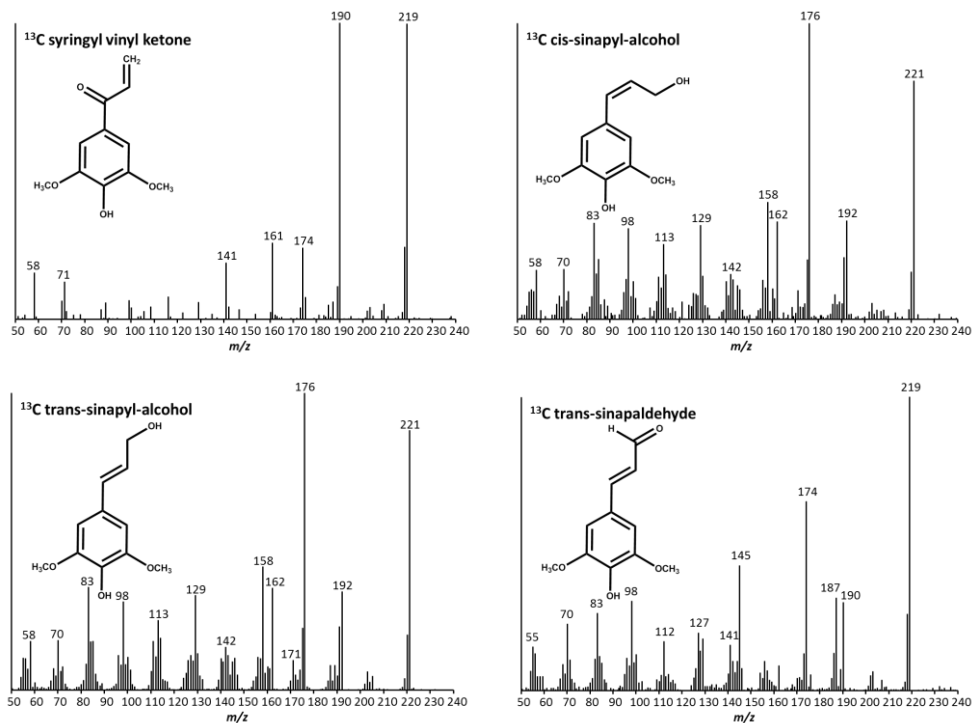 ¹³C syringyl vinyl ketone
190
219
CH₂
O
H₃CO
OCH₃
OH
161
174
141
58
71
50 60 70 80 90 100 110 120 130 140 150 160 170 180 190 200 210 220 230 240
m/z
¹³C cis-sinapyl-alcohol
176
221
OH
H₃CO
OCH₃
OH
158
162
192
83
98
129
113
142
58
70
50 60 70 80 90 100 110 120 130 140 150 160 170 180 190 200 210 220 230 240
m/z
¹³C trans-sinapyl-alcohol
176
221
OH
H₃CO
OCH₃
OH
158
162
192
83
98
129
113
142
171
58
70
50 60 70 80 90 100 110 120 130 140 150 160 170 180 190 200 210 220 230 240
m/z
¹³C trans-sinapaldehyde
219
H
O
H₃CO
OCH₃
OH
174
145
187
190
98
83
70
55
112
127
141
50 60 70 80 90 100 110 120 130 140 150 160 170 180 190 200 210 220 230 240
m/z